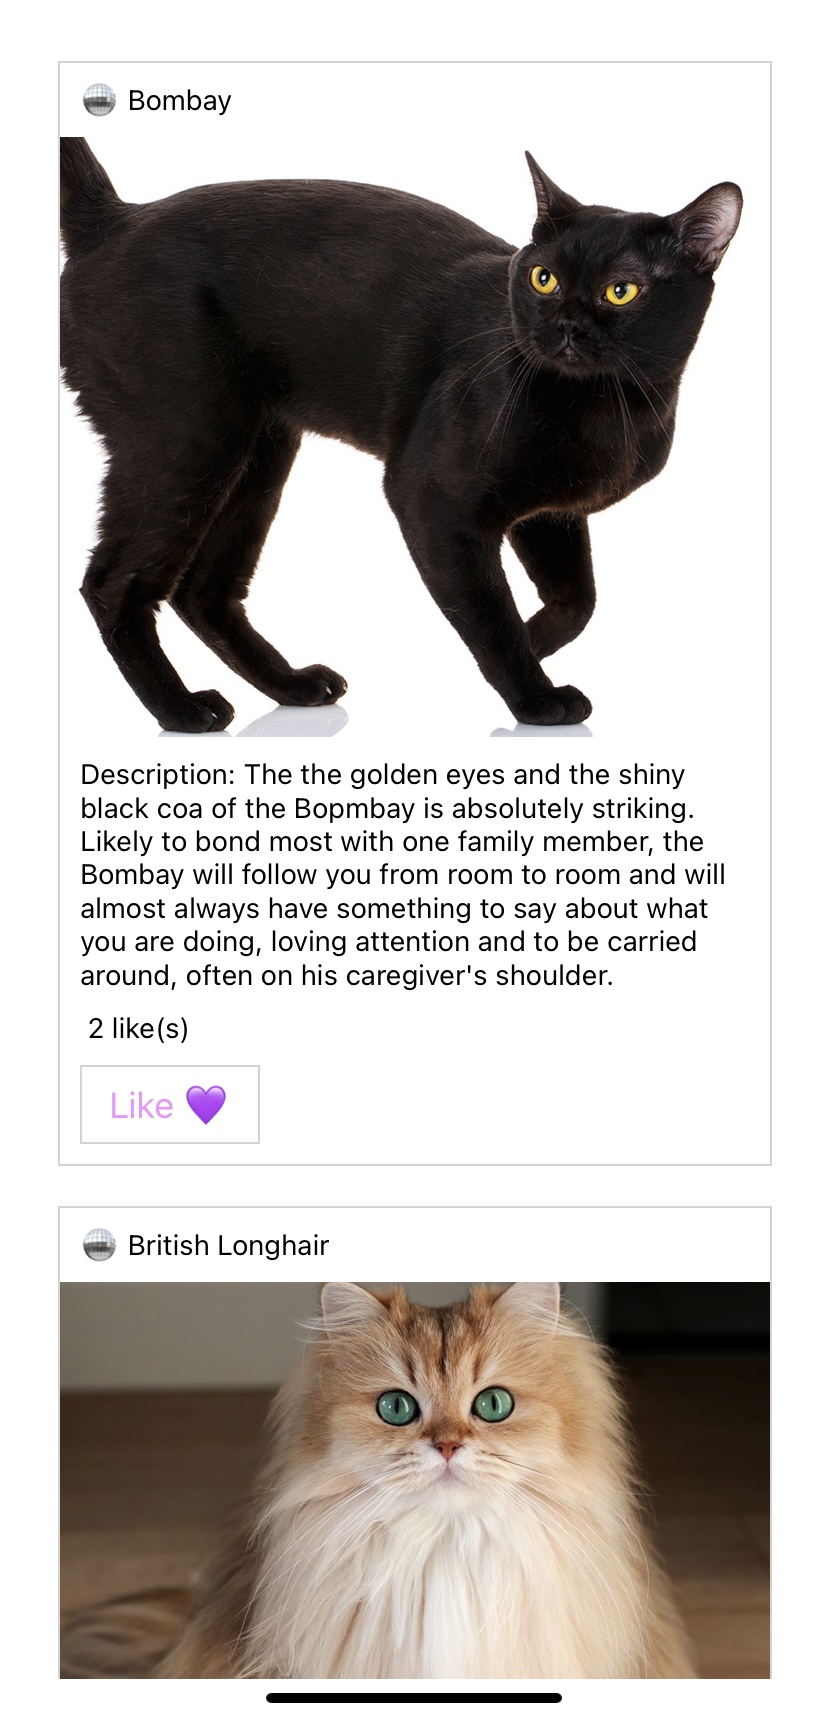 Bombay
Description: The the golden eyes and the shiny
black coa of the Bopmbay is absolutely striking.
Likely to bond most with one family member, the
Bombay will follow you from room to room and will
almost always have something to say about what
you are doing, loving attention and to be carried
around, often on his caregiver's shoulder.
2 like(s)
Like 💜
British Longhair